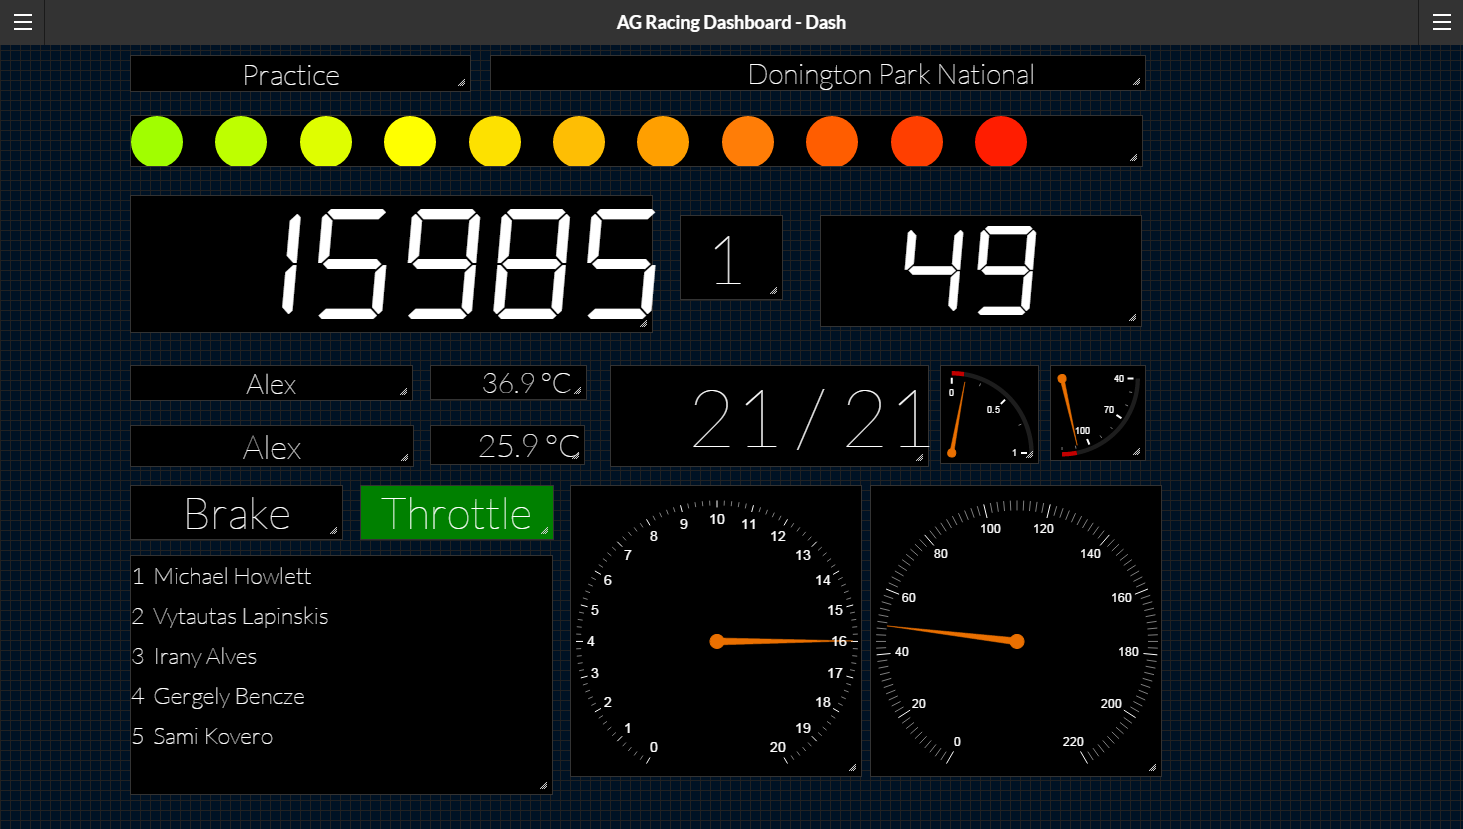 AG Racing Dashboard - Dash
Practice
Donington Park National
15985
1
49
Alex
36.9 °C
21 / 21
0
0.5
1
40
70
100
Alex
25.9 °C
Brake
Throttle
1 Michael Howlett
2 Vytautas Lapinskis
3 Irany Alves
4 Gergely Bencze
5 Sami Kovero
0
1
2
3
4
5
6
7
8
9
10
11
12
13
14
15
16
17
18
19
20
0
20
40
60
80
100
120
140
160
180
200
220